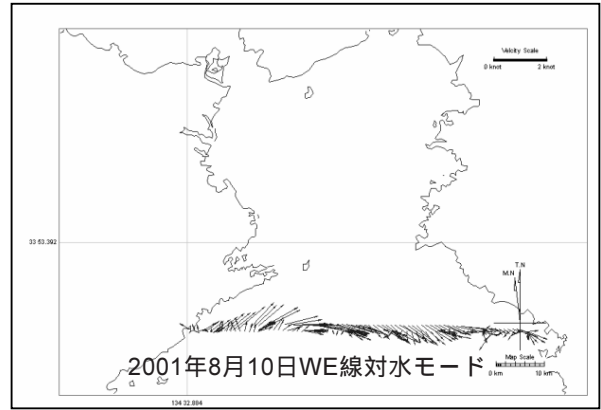 Velocity Scale
0 knot 2 knot
33 53.392
T.N
M.N
2001年8月10日WE線対水モード
Map Scale
0 km 10 km
134 32.884